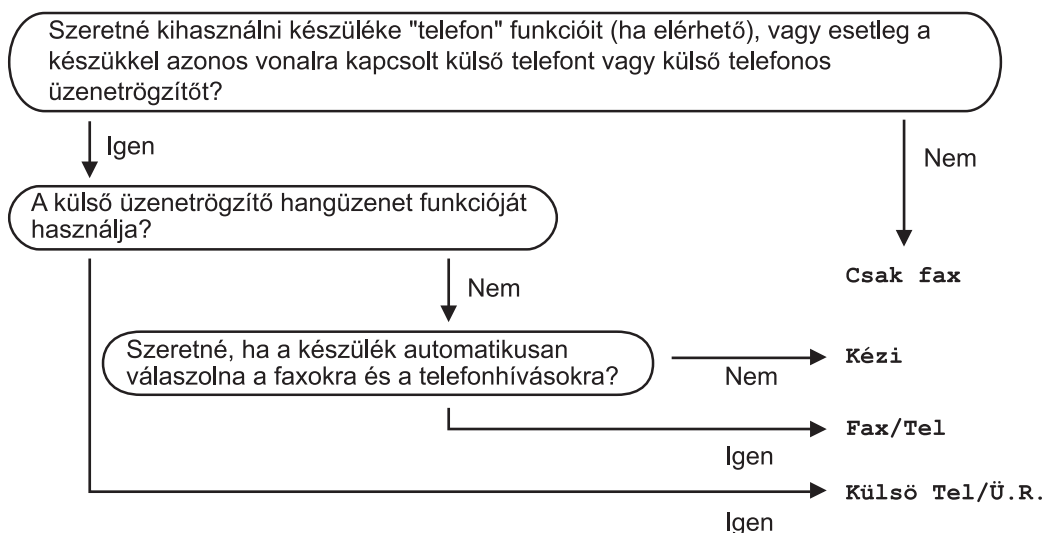 Szeretné kihasználni készüléke "telefon" funkcióit (ha elérhető), vagy esetleg a
készükkel azonos vonalra kapcsolt külső telefont vagy külső telefonos
üzenetrögzítőt?
Igen
Nem
A külső üzenetrögzítő hangüzenet funkcióját
használja?
Csak fax
Nem
Szeretné, ha a készülék automatikusan
válaszolna a faxokra és a telefonhívásokra?
Nem
Kézi
Fax/Tel
Igen
Külsö Tel/Ü.R.
Igen